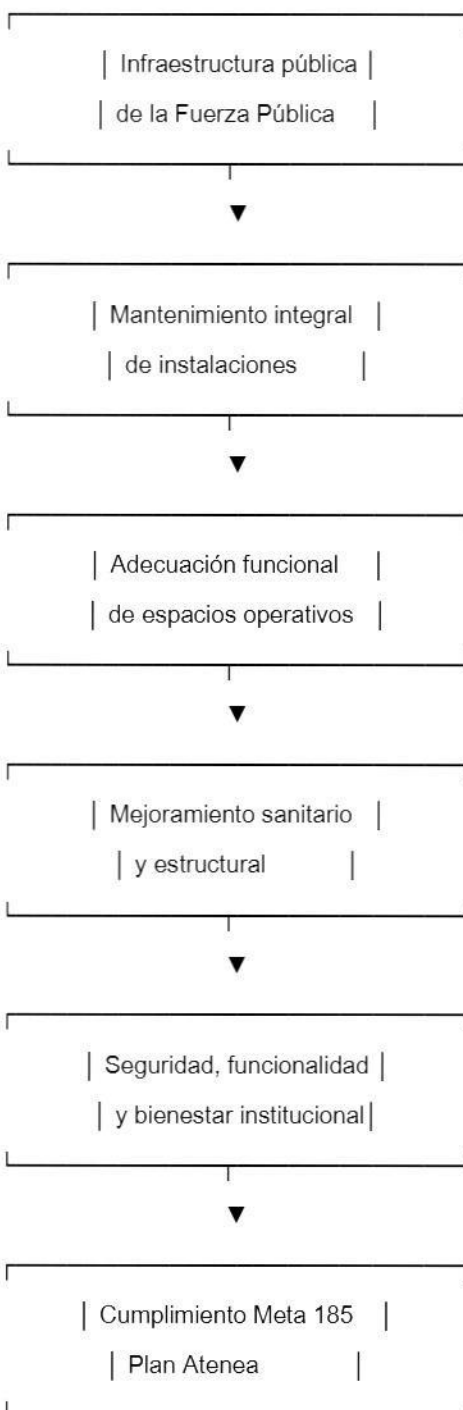 | Infraestructura pública |
| de la Fuerza Pública |
▼
| Mantenimiento integral |
| de instalaciones |
▼
| Adecuación funcional |
| de espacios operativos |
▼
| Mejoramiento sanitario |
| y estructural |
▼
| Seguridad, funcionalidad |
| y bienestar institucional|
▼
| Cumplimiento Meta 185 |
| Plan Atenea |